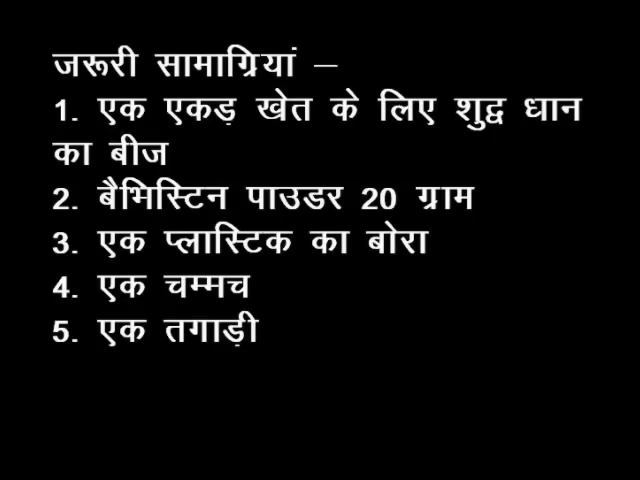 जरूरी सामाग्रियां –
1. एक एकड़ खेत के लिए शुद्व धान
का बीज
2. बैभिस्टिन पाउडर 20 ग्राम
3. एक प्लास्टिक का बोरा
4. एक चम्मच
5. एक तगाड़ी